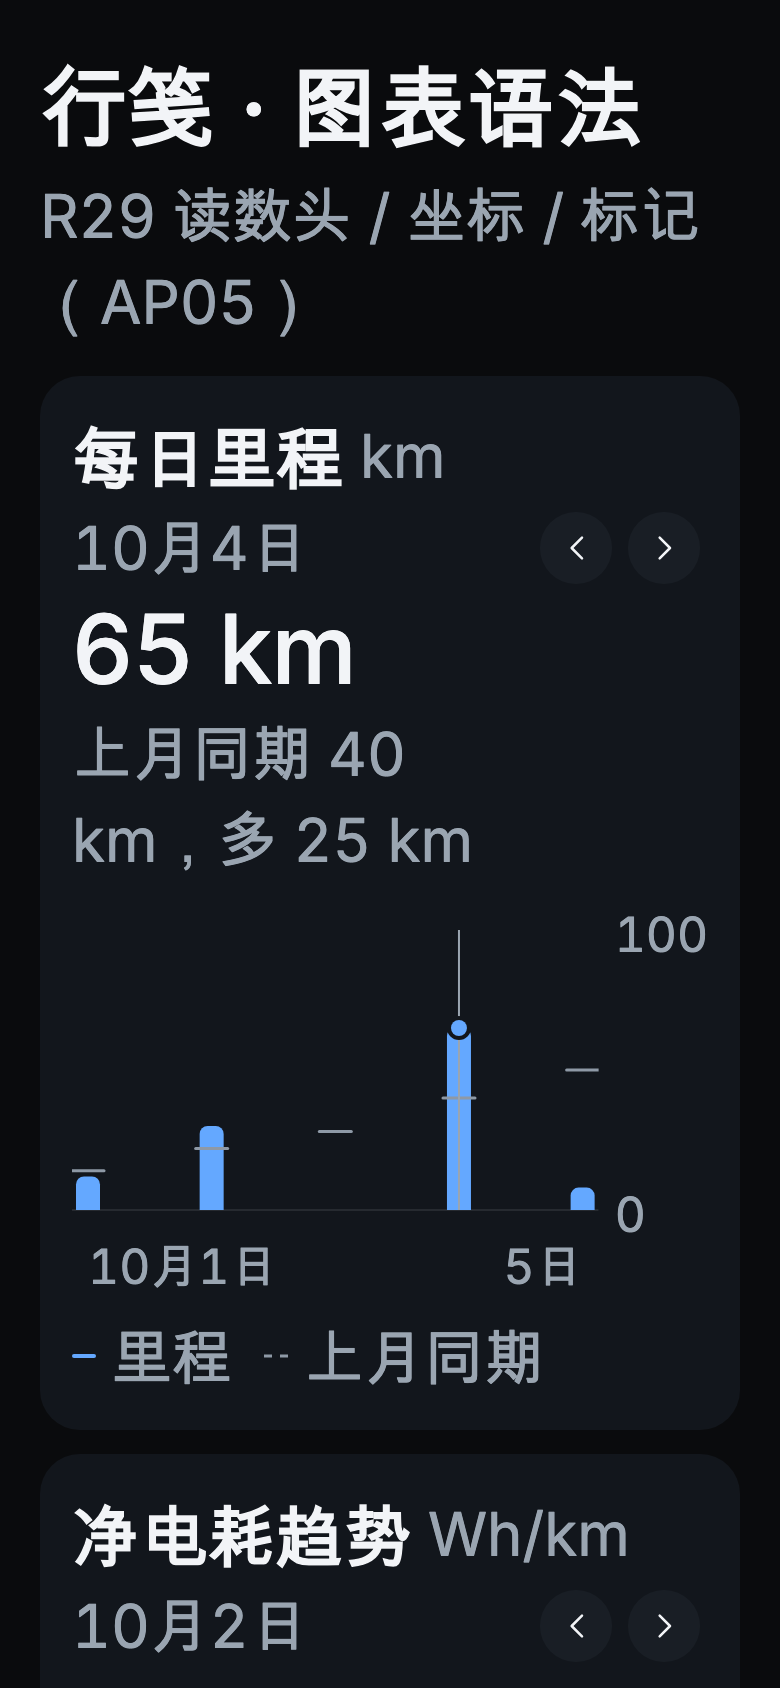 行笺 · 图表语法
R29 读数头 / 坐标 / 标记
（ AP05 ）
每日里程 km
10月4日
65 km
上月同期 40
km，多 25 km
100
0
10月1日 5日
里程 上月同期
净电耗趋势 Wh/km
10月2日